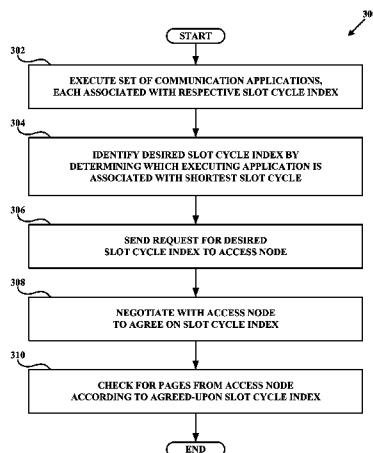 30
START
302
EXECUTE SET OF COMMUNICATION APPLICATIONS,
EACH ASSOCIATED WITH RESPECTIVE SLOT CYCLE INDEX
304
IDENTIFY DESIRED SLOT CYCLE INDEX BY
DETERMINING WHICH EXECUTING APPLICATION IS
ASSOCIATED WITH SHORTEST SLOT CYCLE
306
SEND REQUEST FOR DESIRED
SLOT CYCLE INDEX TO ACCESS NODE
308
NEGOTIATE WITH ACCESS NODE
TO AGREE ON SLOT CYCLE INDEX
310
CHECK FOR PAGES FROM ACCESS NODE
ACCORDING TO AGREED-UPON SLOT CYCLE INDEX
END